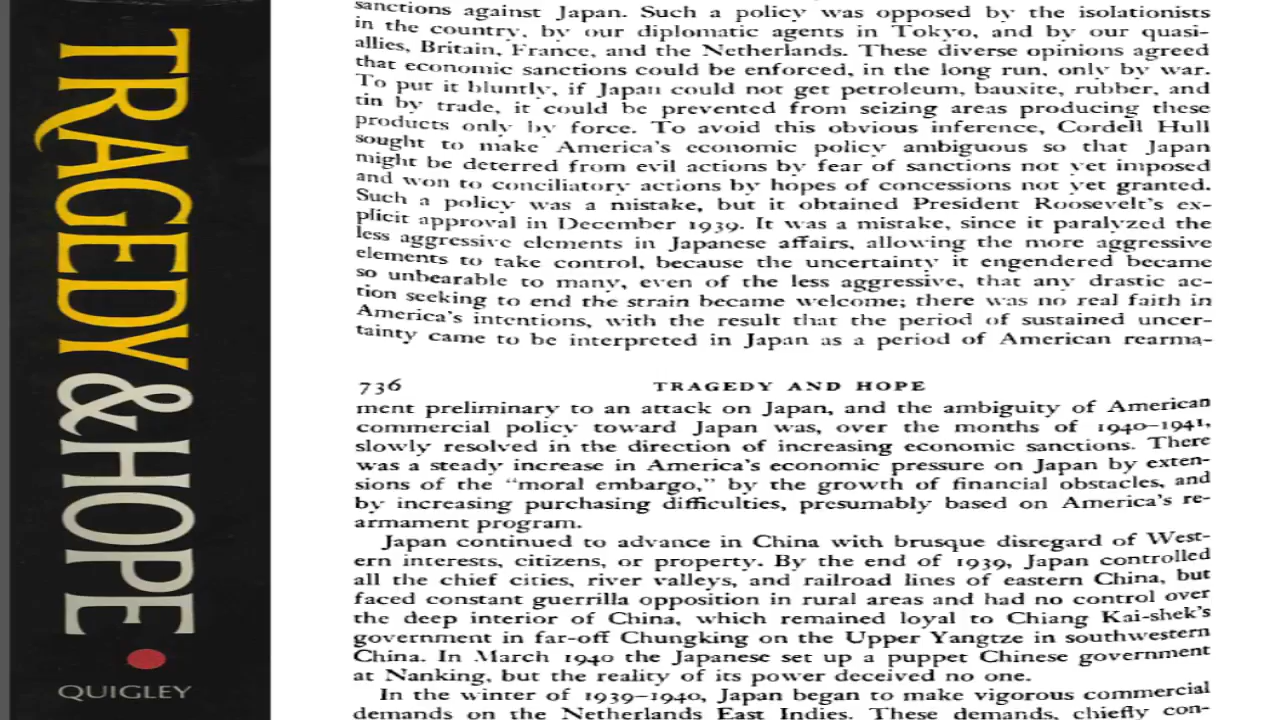 TRAGEDY & HOPE
QUIGLEY
sanctions against Japan. Such a policy was opposed by the isolationists
in the country, by our diplomatic agents in Tokyo, and by our quasi-
allies, Britain, France, and the Netherlands. These diverse opinions agreed
that economic sanctions could be enforced, in the long run, only by war.
To put it bluntly, if Japan could not get petroleum, bauxite, rubber, and
tin by trade, it could be prevented from seizing areas producing these
products only by force. To avoid this obvious inference, Cordell Hull
sought to make America's economic policy ambiguous so that Japan
might be deterred from evil actions by fear of sanctions not yet imposed
and won to conciliatory actions by hopes of concessions not yet granted.
Such a policy was a mistake, but it obtained President Roosevelt's ex-
plicit approval in December 1939. It was a mistake, since it paralyzed the
less aggressive elements in Japanese affairs, allowing the more aggressive
elements to take control, because the uncertainty it engendered became
so unbearable to many, even of the less aggressive, that any drastic ac-
tion seeking to end the strain became welcome; there was no real faith in
America's intentions, with the result that the period of sustained uncer-
tainty came to be interpreted in Japan as a period of American rearma-
736 TRAGEDY AND HOPE
ment preliminary to an attack on Japan, and the ambiguity of American
commercial policy toward Japan was, over the months of 1940-1941,
slowly resolved in the direction of increasing economic sanctions. There
was a steady increase in America's economic pressure on Japan by exten-
sions of the "moral embargo," by the growth of financial obstacles, and
by increasing purchasing difficulties, presumably based on America's re-
armament program.
Japan continued to advance in China with brusque disregard of West-
ern interests, citizens, or property. By the end of 1939, Japan controlled
all the chief cities, river valleys, and railroad lines of eastern China, but
faced constant guerrilla opposition in rural areas and had no control over
the deep interior of China, which remained loyal to Chiang Kai-shek's
government in far-off Chungking on the Upper Yangtze in southwestern
China. In March 1940 the Japanese set up a puppet Chinese government
at Nanking, but the reality of its power deceived no one.
In the winter of 1939-1940, Japan began to make vigorous commercial
demands on the Netherlands East Indies. These demands, chiefly con-